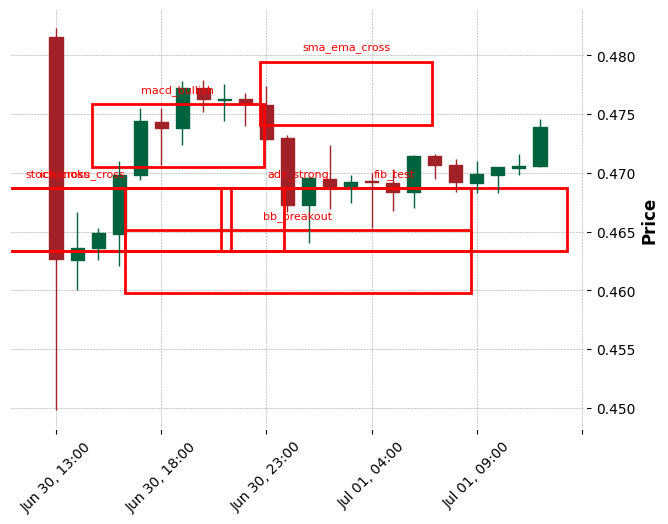 sma_ema_cross
macd_bullish
adx_strong
fib_test
bb_breakout
0.480
0.475
0.470
0.465
0.460
0.455
0.450
Price
Jun 30, 13:00
Jun 30, 18:00
Jun 30, 23:00
Jul 01, 04:00
Jul 01, 09:00